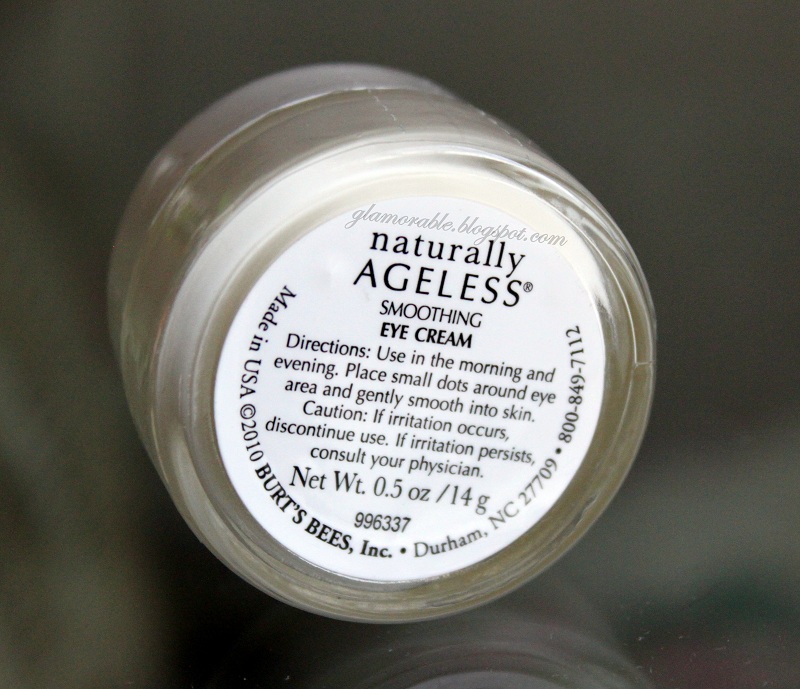 glamorable.blogspot.com
naturally
AGELESS®
SMOOTHING
EYE CREAM
Directions: Use in the morning and
evening. Place small dots around eye
area and gently smooth into skin.
Caution: If irritation occurs,
discontinue use. If irritation persists,
consult your physician.
Net Wt. 0.5 oz /14 g
996337
Made in USA ©2010 BURT'S BEES, Inc. • Durham, NC 27709 • 800-849-7112